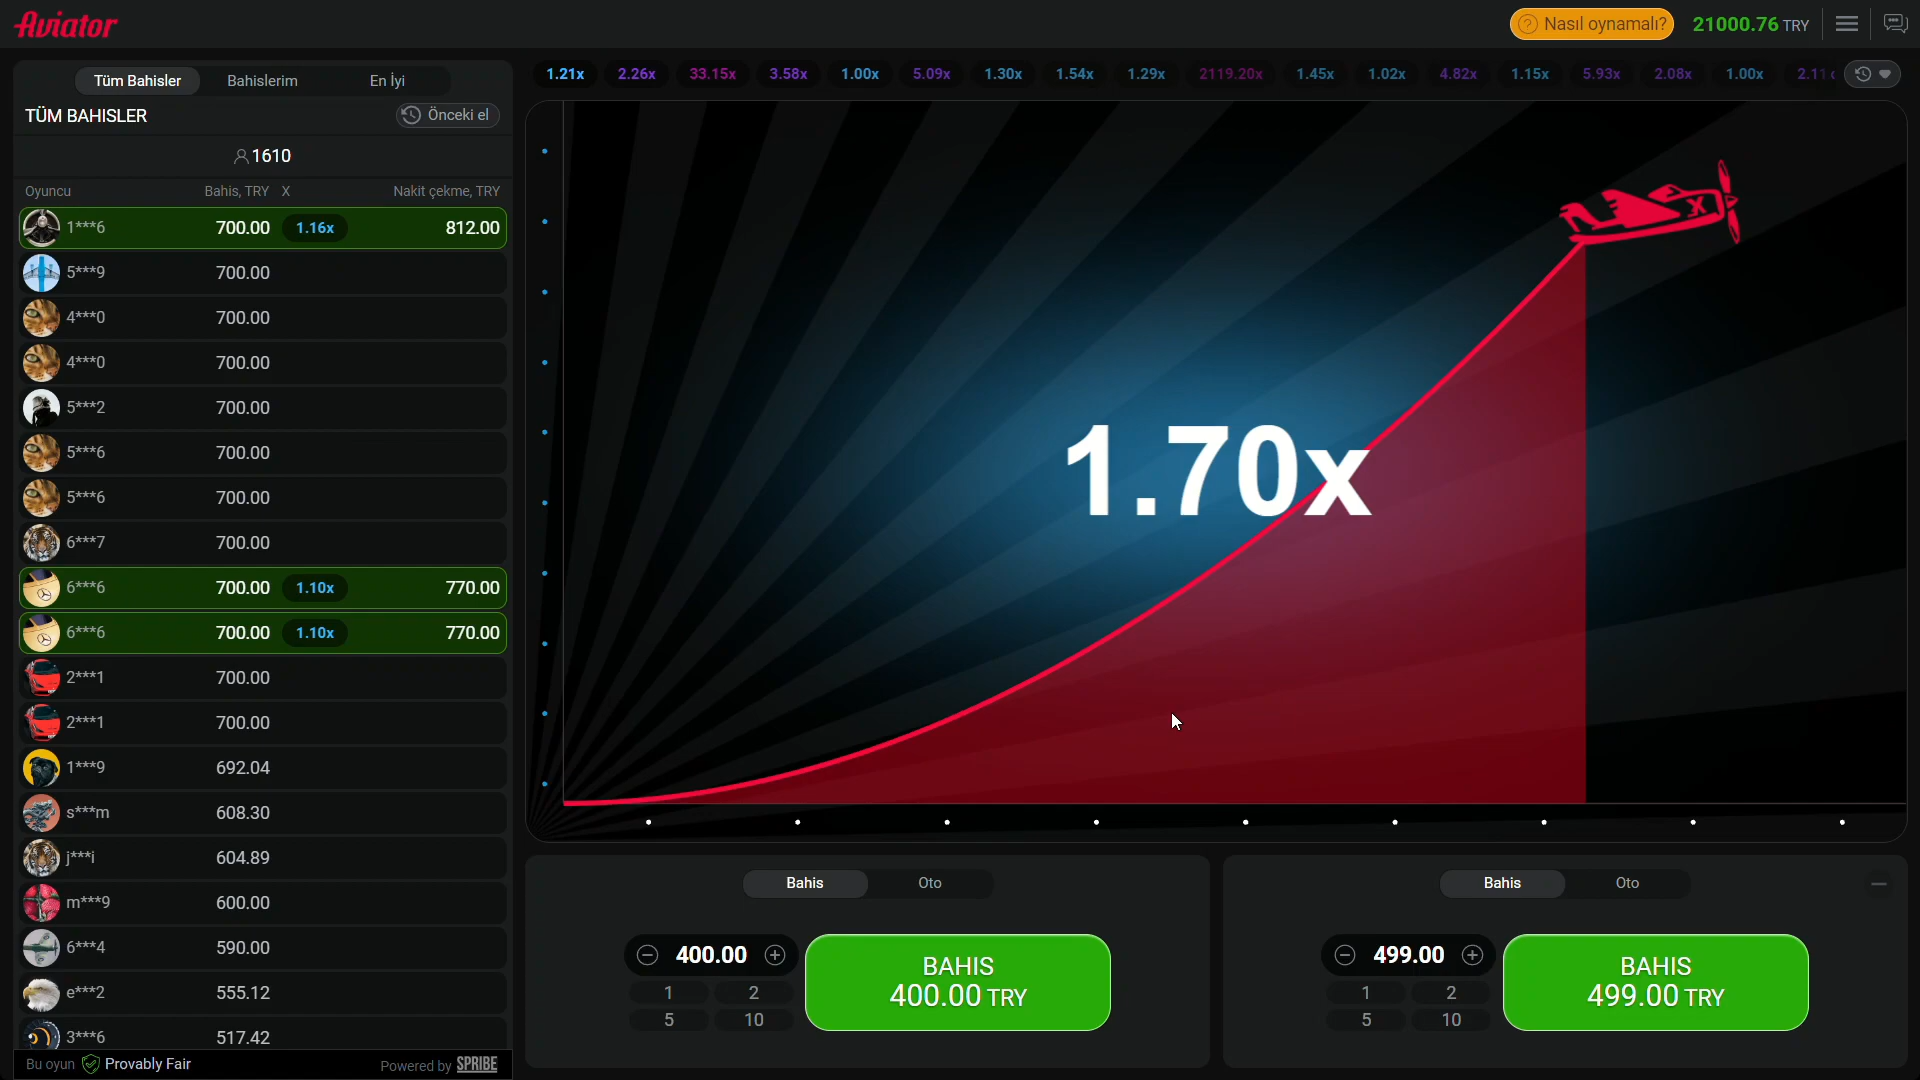 Aviator
Nasıl oynamalı?
21000.76 TRY
Tüm Bahisler
Bahislerim
En İyi
1.21x 2.26x 33.15x 3.58x 1.00x 5.09x 1.30x 1.54x 1.29x 2119.20x 1.45x 1.02x 4.82x 1.15x 5.93x 2.08x 1.00x 2.11
TÜM BAHISLER
Önceki el
1610
Oyuncu Bahis, TRY X Nakit çekme, TRY
1***6 700.00 1.16x 812.00
5***9 700.00
4***0 700.00
4***0 700.00
5***2 700.00
5***6 700.00
5***6 700.00
6***7 700.00
6***6 700.00 1.10x 770.00
6***6 700.00 1.10x 770.00
2***1 700.00
2***1 700.00
1***9 692.04
s***m 608.30
j***i 604.89
m***9 600.00
6***4 590.00
e***2 555.12
3***6 517.42
Bu oyun Provably Fair
Powered by SPRIBE
X
1.70x
Bahis Oto
400.00
1 2
5 10
BAHIS
400.00 TRY
Bahis Oto
499.00
1 2
5 10
BAHIS
499.00 TRY